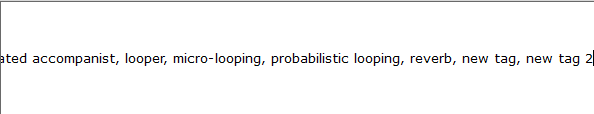 ated accompanist, looper, micro-looping, probabilistic looping, reverb, new tag, new tag 2